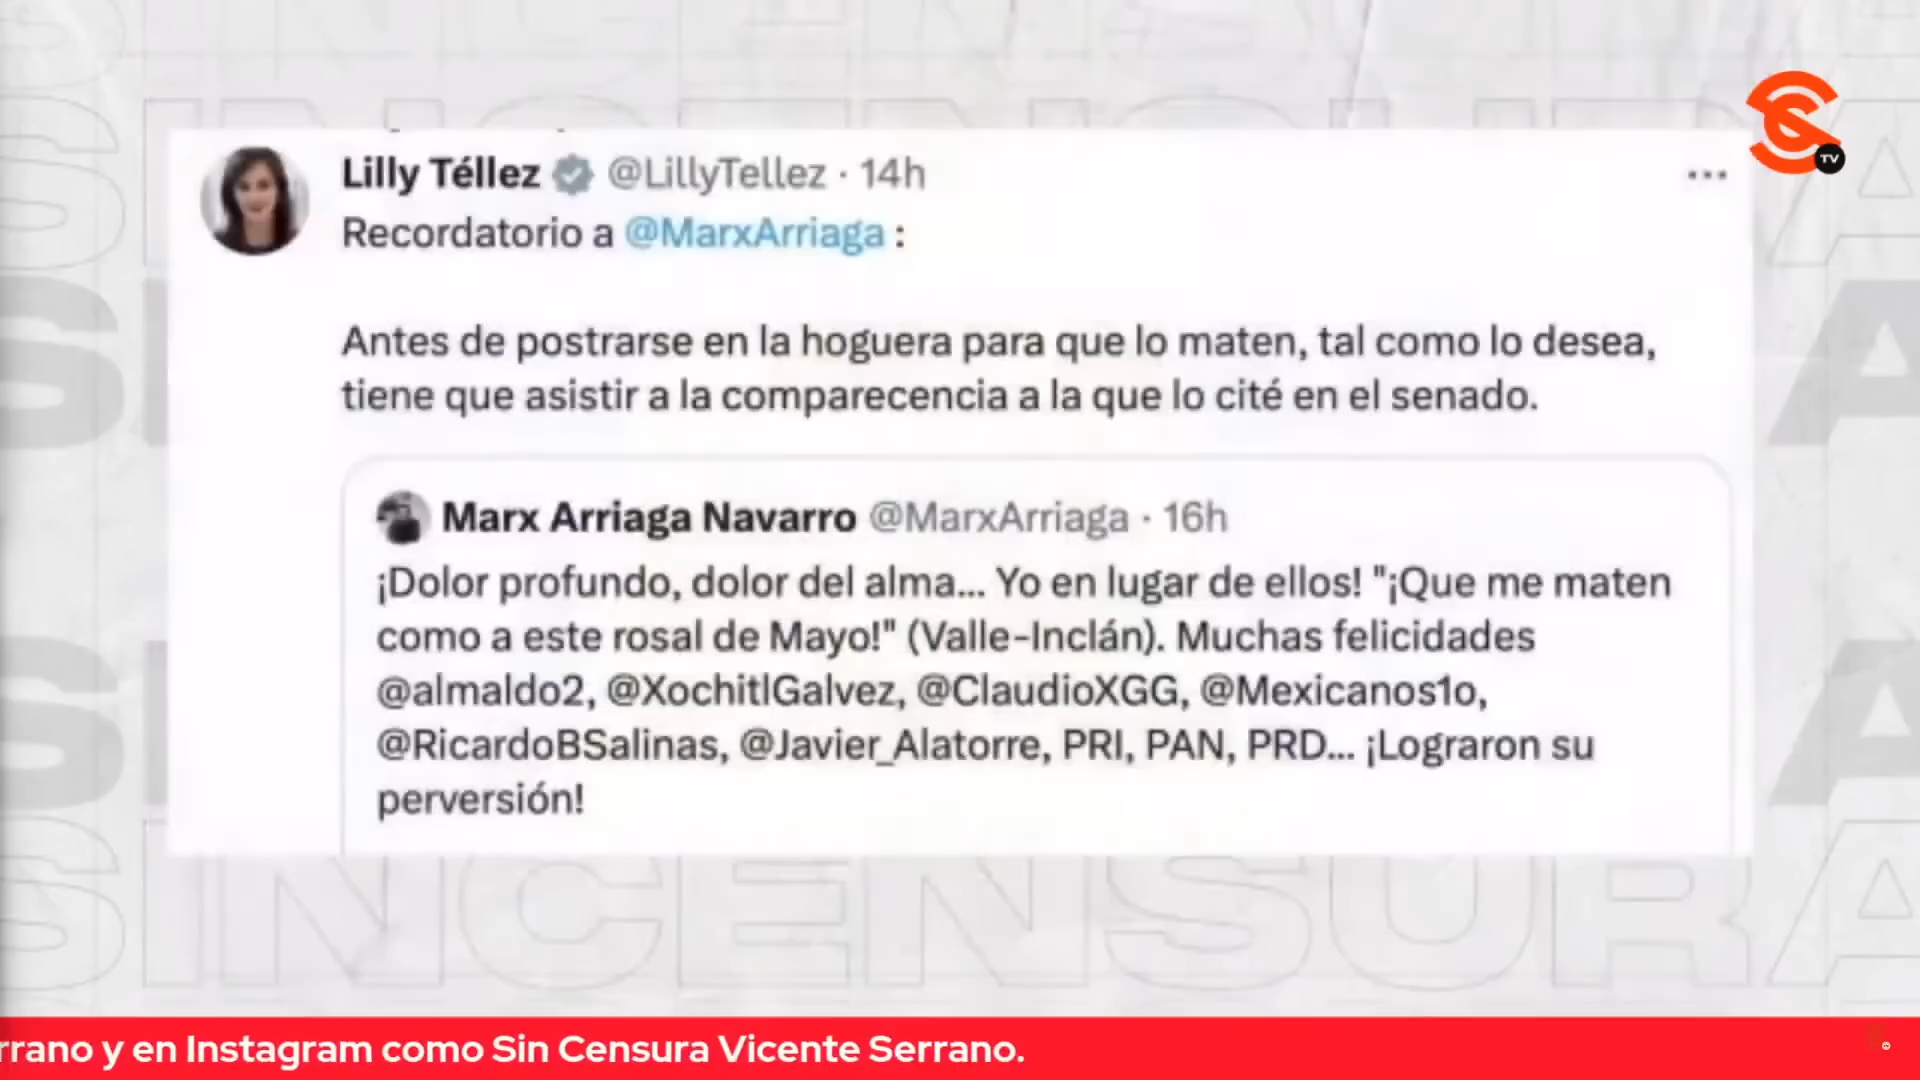 SINCENSURA
TV
Lilly Téllez @LillyTellez · 14h
Recordatorio a @MarxArriaga :
Antes de postrarse en la hoguera para que lo maten, tal como lo desea,
tiene que asistir a la comparecencia a la que lo cité en el senado.
Marx Arriaga Navarro @MarxArriaga · 16h
¡Dolor profundo, dolor del alma... Yo en lugar de ellos! "¡Que me maten
como a este rosal de Mayo!" (Valle-Inclán). Muchas felicidades
@almaldo2, @XochitlGalvez, @ClaudioXGG, @Mexicanos1o,
@RicardoBSalinas, @Javier_Alatorre, PRI, PAN, PRD... ¡Lograron su
perversión!
SINCENSURA
rrano y en Instagram como Sin Censura Vicente Serrano.